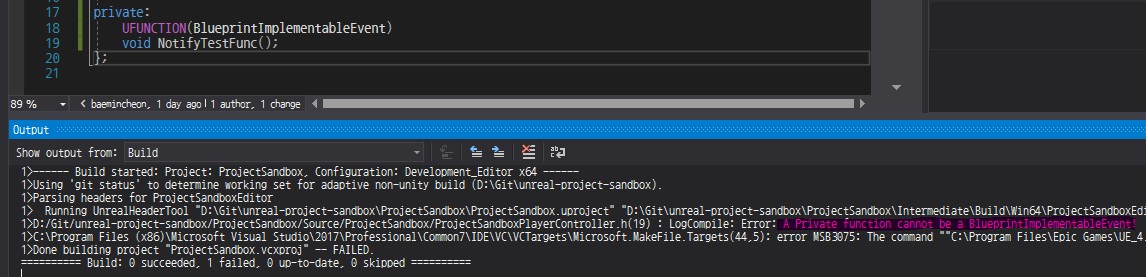 17 private:
18 UFUNCTION(BlueprintImplementableEvent)
19 void NotifyTestFunc();
20 };
21
89 % baemincheon, 1 day ago | 1 author, 1 change
Output
Show output from: Build
1>------ Build started: Project: ProjectSandbox, Configuration: Development_Editor x64 ------
1>Using 'git status' to determine working set for adaptive non-unity build (D:\Git\unreal-project-sandbox).
1>Parsing headers for ProjectSandboxEditor
1> Running UnrealHeaderTool "D:\Git\unreal-project-sandbox\ProjectSandbox\ProjectSandbox.uproject" "D:\Git\unreal-project-sandbox\ProjectSandbox\Intermediate\Build\Win64\ProjectSandboxEdi
1>D:/Git/unreal-project-sandbox/ProjectSandbox/Source/ProjectSandbox/ProjectSandboxPlayerController.h(19) : LogCompile: Error: A Private function cannot be a BlueprintImplementableEvent!
1>C:\Program Files (x86)\Microsoft Visual Studio\2017\Professional\Common7\IDE\VC\VCTargets\Microsoft.MakeFile.Targets(44,5): error MSB3075: The command ""C:\Program Files\Epic Games\UE_4.
1>Done building project "ProjectSandbox.vcxproj" -- FAILED.
========== Build: 0 succeeded, 1 failed, 0 up-to-date, 0 skipped ==========